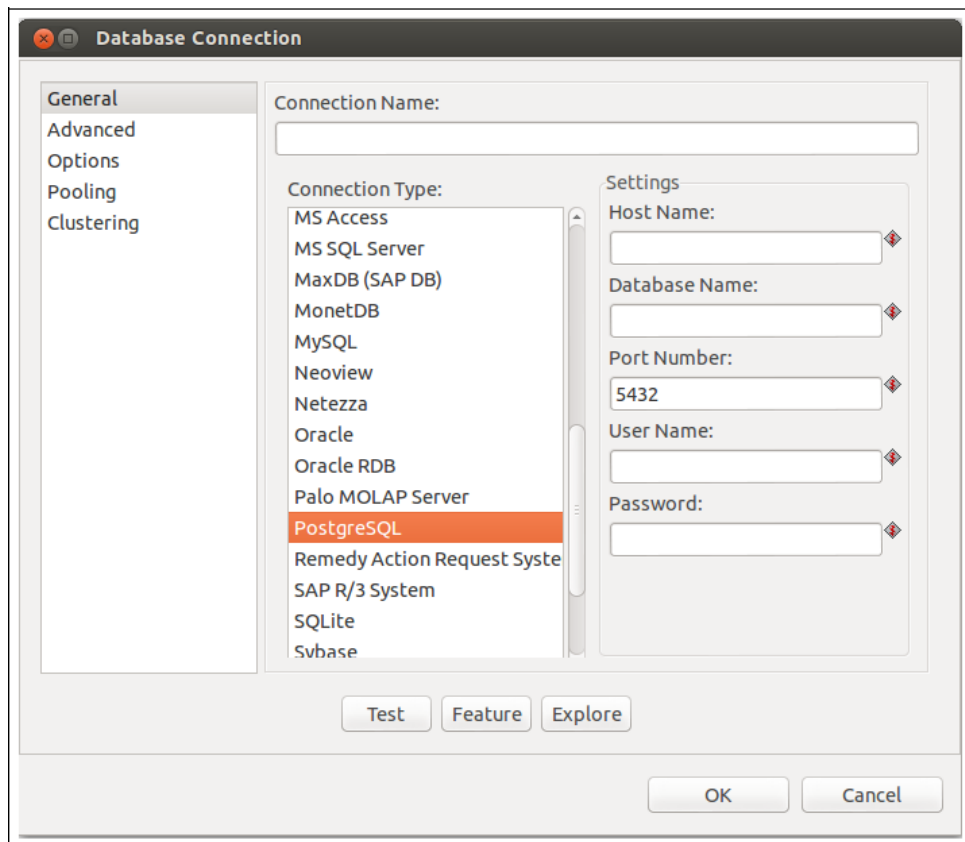 Database Connection
General
Advanced
Options
Pooling
Clustering
Connection Name:
Connection Type:
MS Access
MS SQL Server
MaxDB (SAP DB)
MonetDB
MySQL
Neoview
Netezza
Oracle
Oracle RDB
Palo MOLAP Server
PostgreSQL
Remedy Action Request Syste
SAP R/3 System
SQLite
Sybase
Settings
Host Name:
Database Name:
Port Number:
5432
User Name:
Password:
Test Feature Explore
OK Cancel